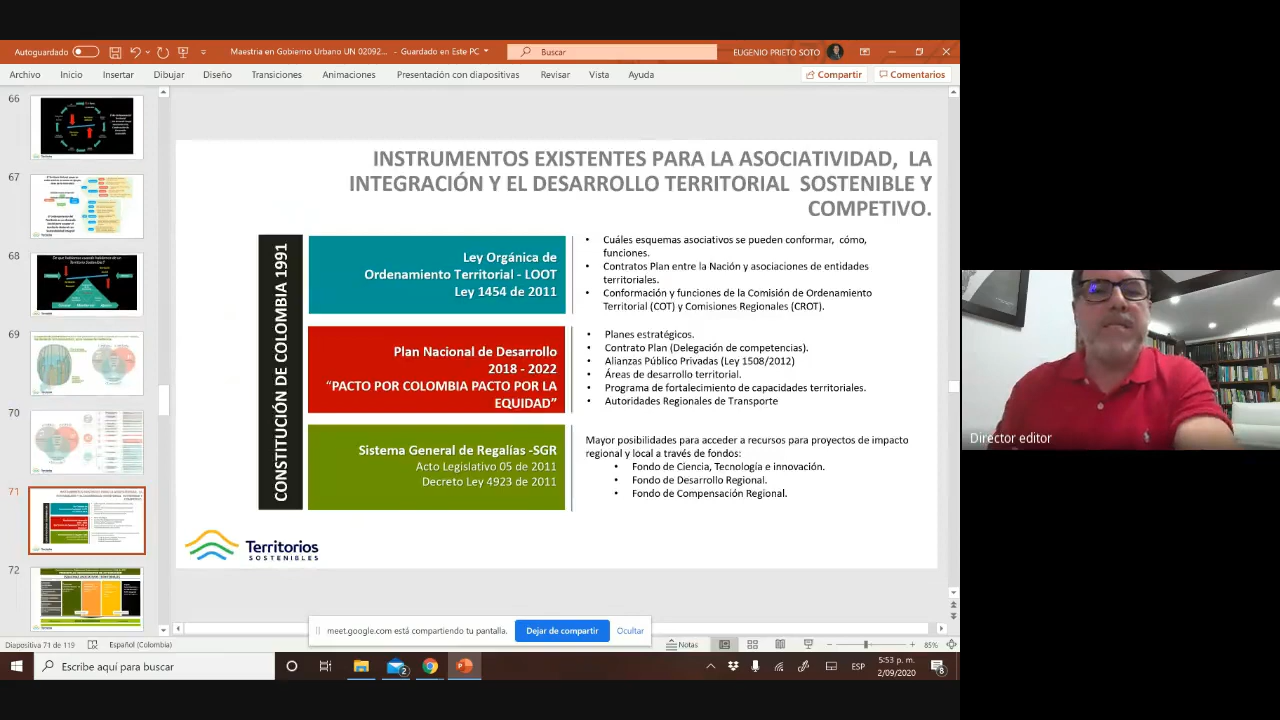 Autoguardado
Maestria en Gobierno Urbano UN 02092... - Guardado en Este PC
Buscar
EUGENIO PRIETO SOTO
Archivo Inicio Insertar Dibujar Diseño Transiciones Animaciones Presentación con diapositivas Revisar Vista Ayuda
Compartir Comentarios
66
67
68
69
70
71
72
INSTRUMENTOS EXISTENTES PARA LA ASOCIATIVIDAD, LA
INTEGRACIÓN Y EL DESARROLLO TERRITORIAL SOSTENIBLE Y
COMPETIVO.
CONSTITUCIÓN DE COLOMBIA 1991
Ley Orgánica de
Ordenamiento Territorial - LOOT
Ley 1454 de 2011
• Cuáles esquemas asociativos se pueden conformar, cómo,
funciones.
• Contratos Plan entre la Nación y asociaciones de entidades
territoriales.
• Conformación y funciones de la Comisión de Ordenamiento
Territorial (COT) y Comisiones Regionales (CROT).
Plan Nacional de Desarrollo
2018 - 2022
“PACTO POR COLOMBIA PACTO POR LA
EQUIDAD”
• Planes estratégicos.
• Contrato Plan (Delegación de competencias).
• Alianzas Público Privadas (Ley 1508/2012)
• Áreas de desarrollo territorial.
• Programa de fortalecimiento de capacidades territoriales.
• Autoridades Regionales de Transporte
Sistema General de Regalías -SGR
Acto Legislativo 05 de 2011
Decreto Ley 4923 de 2011
Mayor posibilidades para acceder a recursos para proyectos de impacto
regional y local a través de fondos:
• Fondo de Ciencia, Tecnología e innovación.
• Fondo de Desarrollo Regional.
• Fondo de Compensación Regional.
Territorios
SOSTENIBLES
Director editor
meet.google.com está compartiendo tu pantalla.
Dejar de compartir
Ocultar
Diapositiva 71 de 119
Español (Colombia)
Notas
85%
Escribe aquí para buscar
2
ESP
5:53 p. m.
2/09/2020
8